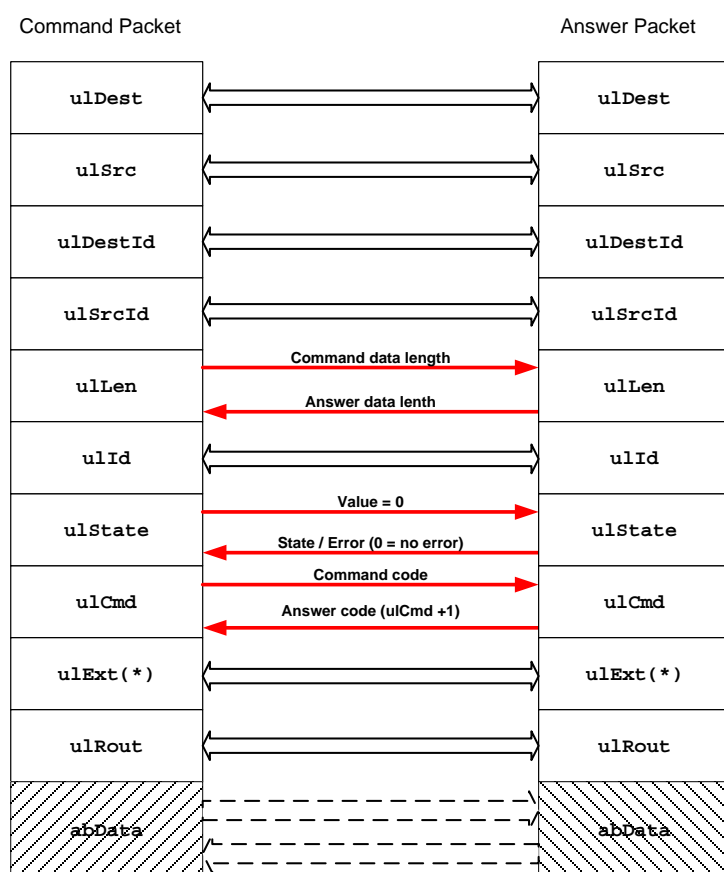 Command Packet
Answer Packet
ulDest
ulDest
ulSrc
ulSrc
ulDestId
ulDestId
ulSrcId
ulSrcId
Command data length
ulLen
ulLen
Answer data lenth
ulId
ulId
Value = 0
ulState
ulState
State / Error (0 = no error)
Command code
ulCmd
ulCmd
Answer code (ulCmd +1)
ulExt(*)
ulExt(*)
ulRout
ulRout
abData
abData